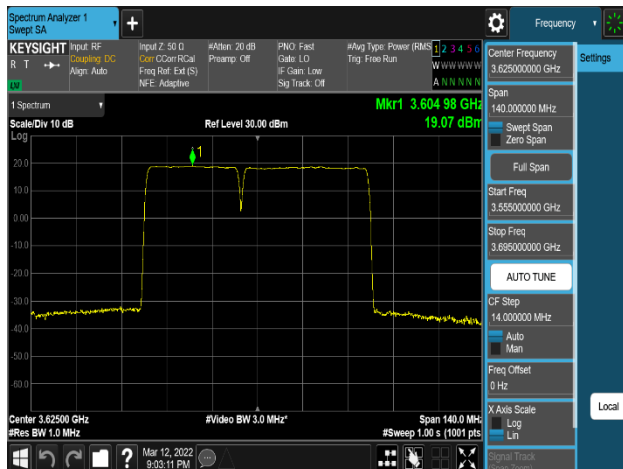 Spectrum Analyzer 1
Swept SA
Frequency
KEYSIGHT
R T
Input: RF
Coupling: DC
Align: Auto
Input Z: 50 Ω
Corr CCorr RCal
Freq Ref: Ext (S)
NFE: Adaptive
#Atten: 20 dB
Preamp: Off
PNO: Fast
Gate: LO
IF Gain: Low
Sig Track: Off
#Avg Type: Power (RMS
Trig: Free Run
1 2 3 4 5 6
W W W W W W
A N N N N N
1 Spectrum
Scale/Div 10 dB
Log
Ref Level 30.00 dBm
Mkr1 3.604 98 GHz
19.07 dBm
1
20.0
10.0
0.00
-10.0
-20.0
-30.0
-40.0
-50.0
-60.0
Center 3.62500 GHz
#Res BW 1.0 MHz
#Video BW 3.0 MHz*
Span 140.0 MHz
#Sweep 1.00 s (1001 pts)
Mar 12, 2022
9:03:11 PM
?
Center Frequency
3.625000000 GHz
Settings
Span
140.000000 MHz
Swept Span
Zero Span
Full Span
Start Freq
3.555000000 GHz
Stop Freq
3.695000000 GHz
AUTO TUNE
CF Step
14.000000 MHz
Auto
Man
Freq Offset
0 Hz
X Axis Scale
Log
Lin
Local
Signal Track
(Span Zoom)